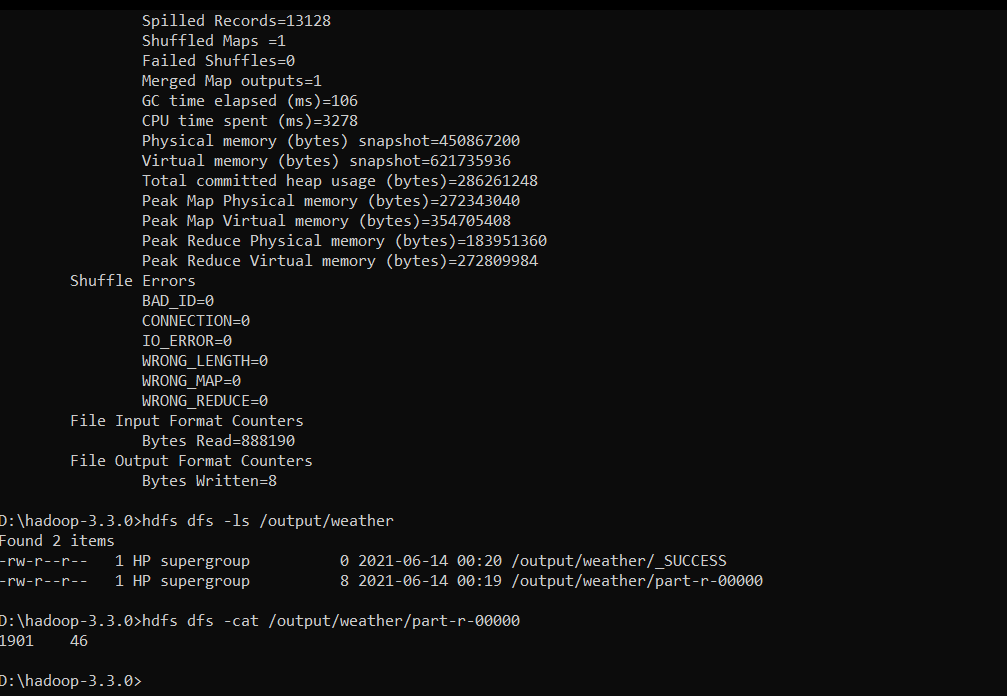 Spilled Records=13128
Shuffled Maps =1
Failed Shuffles=0
Merged Map outputs=1
GC time elapsed (ms)=106
CPU time spent (ms)=3278
Physical memory (bytes) snapshot=450867200
Virtual memory (bytes) snapshot=621735936
Total committed heap usage (bytes)=286261248
Peak Map Physical memory (bytes)=272343040
Peak Map Virtual memory (bytes)=354705408
Peak Reduce Physical memory (bytes)=183951360
Peak Reduce Virtual memory (bytes)=272809984
Shuffle Errors
BAD_ID=0
CONNECTION=0
IO_ERROR=0
WRONG_LENGTH=0
WRONG_MAP=0
WRONG_REDUCE=0
File Input Format Counters
Bytes Read=888190
File Output Format Counters
Bytes Written=8
D:\hadoop-3.3.0>hdfs dfs -ls /output/weather
Found 2 items
-rw-r--r--   1 HP supergroup          0 2021-06-14 00:20 /output/weather/_SUCCESS
-rw-r--r--   1 HP supergroup          8 2021-06-14 00:19 /output/weather/part-r-00000
D:\hadoop-3.3.0>hdfs dfs -cat /output/weather/part-r-00000
1901    46
D:\hadoop-3.3.0>